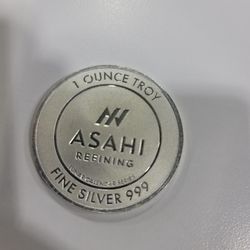 1 OUNCE TROY
ASAHI
REFINING
FINE SILVER 999